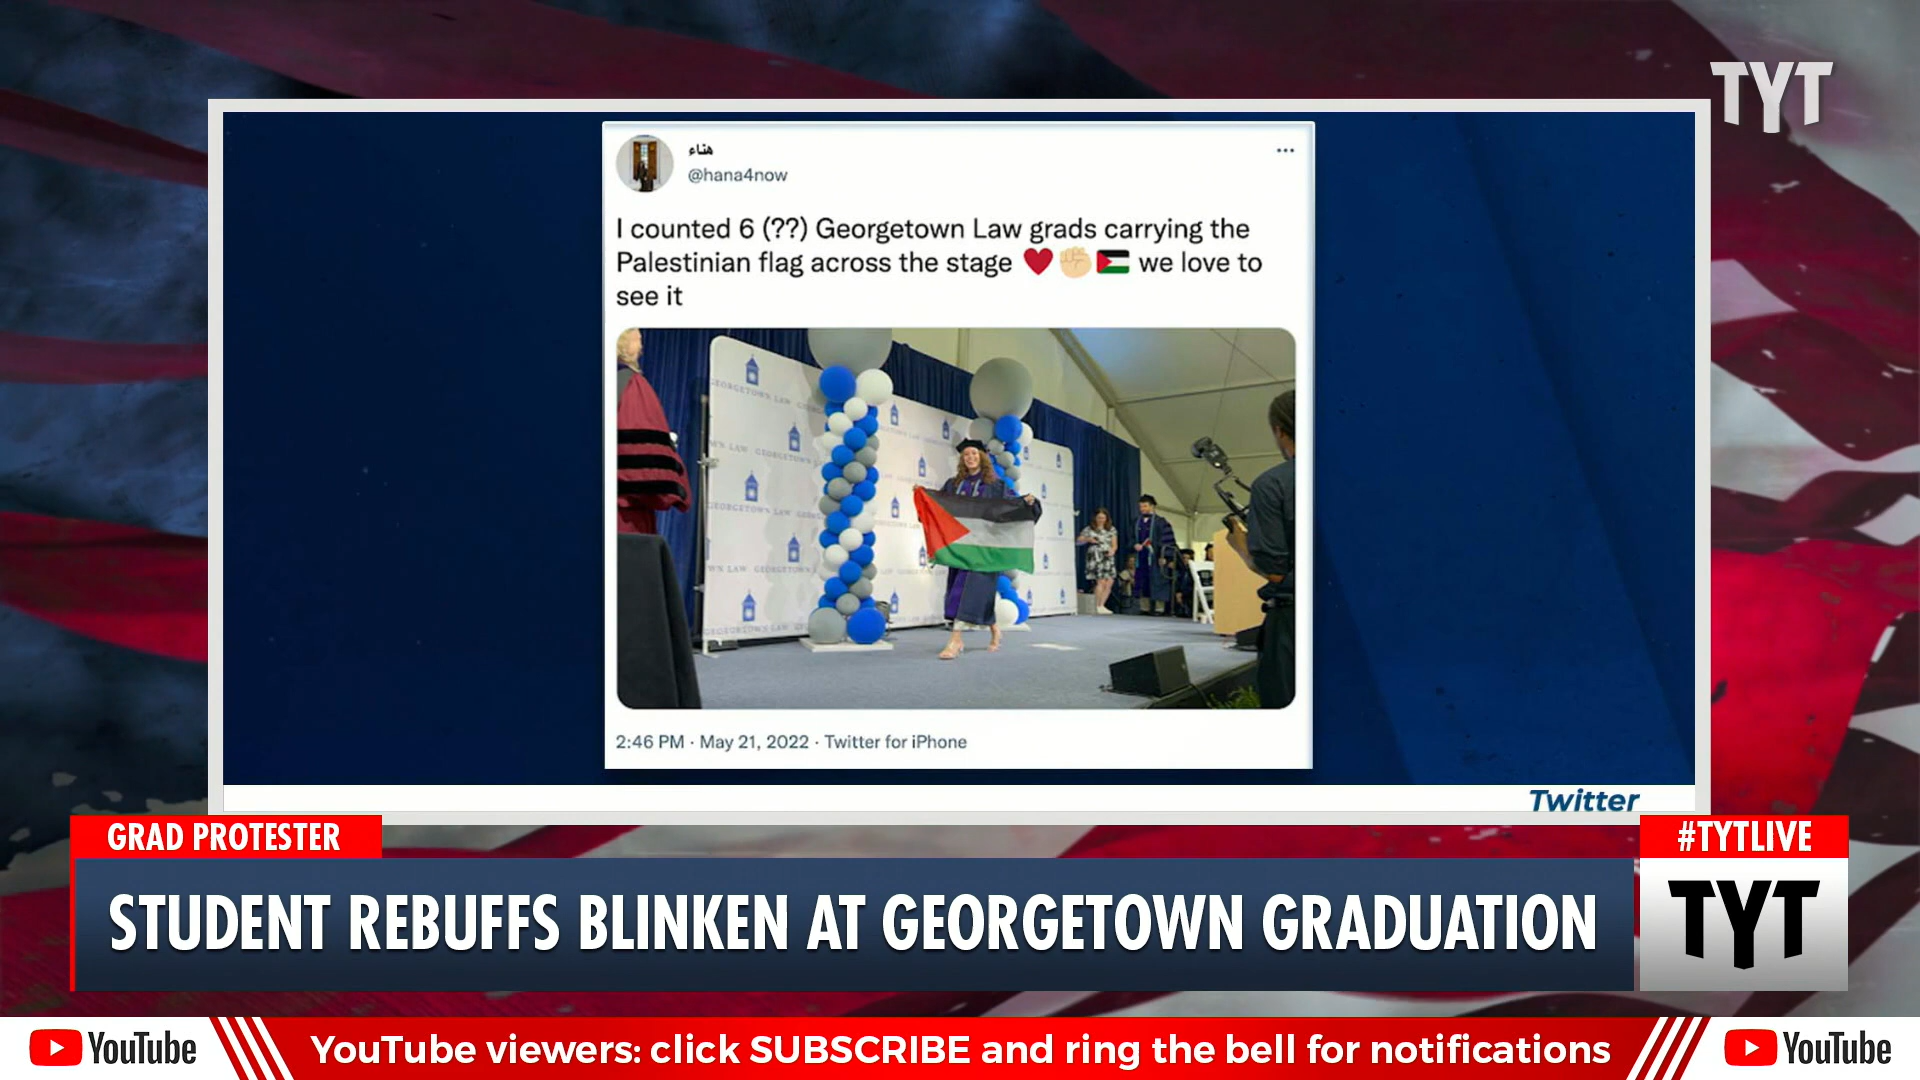 TYT
هناء
@hana4now
I counted 6 (??) Georgetown Law grads carrying the
Palestinian flag across the stage ❤️✊🏼🇵🇸 we love to
see it
GEORGETOWN LAW
2:46 PM · May 21, 2022 · Twitter for iPhone
Twitter
GRAD PROTESTER
#TYTLIVE
STUDENT REBUFFS BLINKEN AT GEORGETOWN GRADUATION
TYT
YouTube
YouTube viewers: click SUBSCRIBE and ring the bell for notifications
YouTube